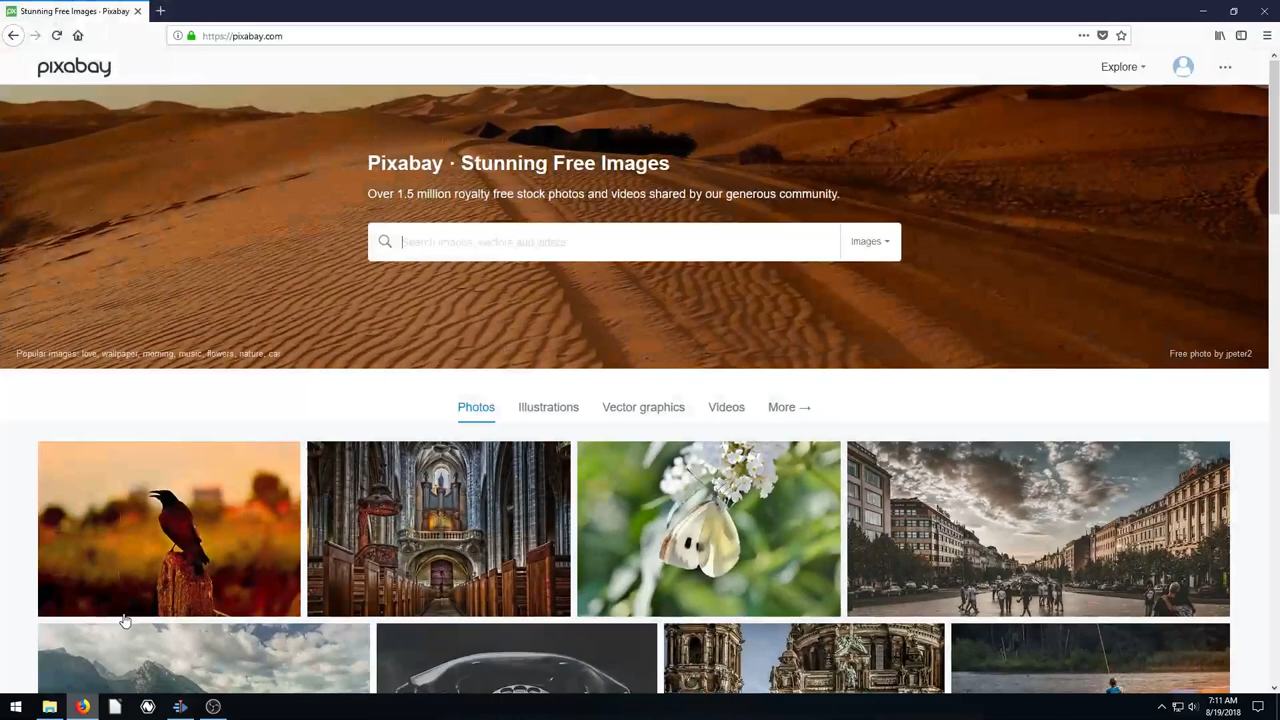 Stunning Free Images · Pixabay
https://pixabay.com
pixabay
Explore
Pixabay · Stunning Free Images
Over 1.5 million royalty free stock photos and videos shared by our generous community.
Search images, vectors and videos
Images
Popular images: love, wallpaper, morning, music, flowers, nature, car
Free photo by jpeter2
Photos
Illustrations
Vector graphics
Videos
More →
7:11 AM
8/19/2018